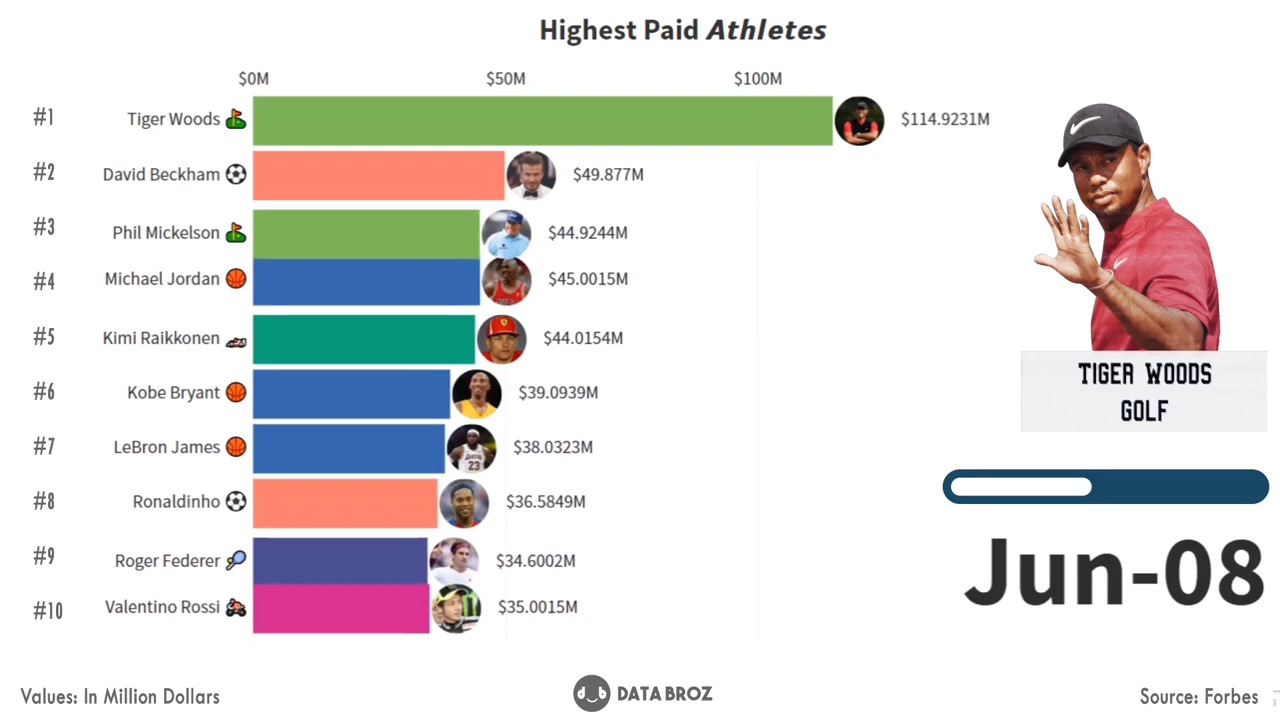 Highest Paid Athletes
$0M $50M $100M
#1 Tiger Woods $114.9231M
#2 David Beckham $49.877M
#3 Phil Mickelson $44.9244M
#4 Michael Jordan $45.0015M
#5 Kimi Raikkonen $44.0154M
#6 Kobe Bryant $39.0939M
#7 LeBron James $38.0323M
23
#8 Ronaldinho $36.5849M
#9 Roger Federer $34.6002M
#10 Valentino Rossi $35.0015M
TIGER WOODS
GOLF
Jun-08
Values: In Million Dollars
DATA BROZ
Source: Forbes